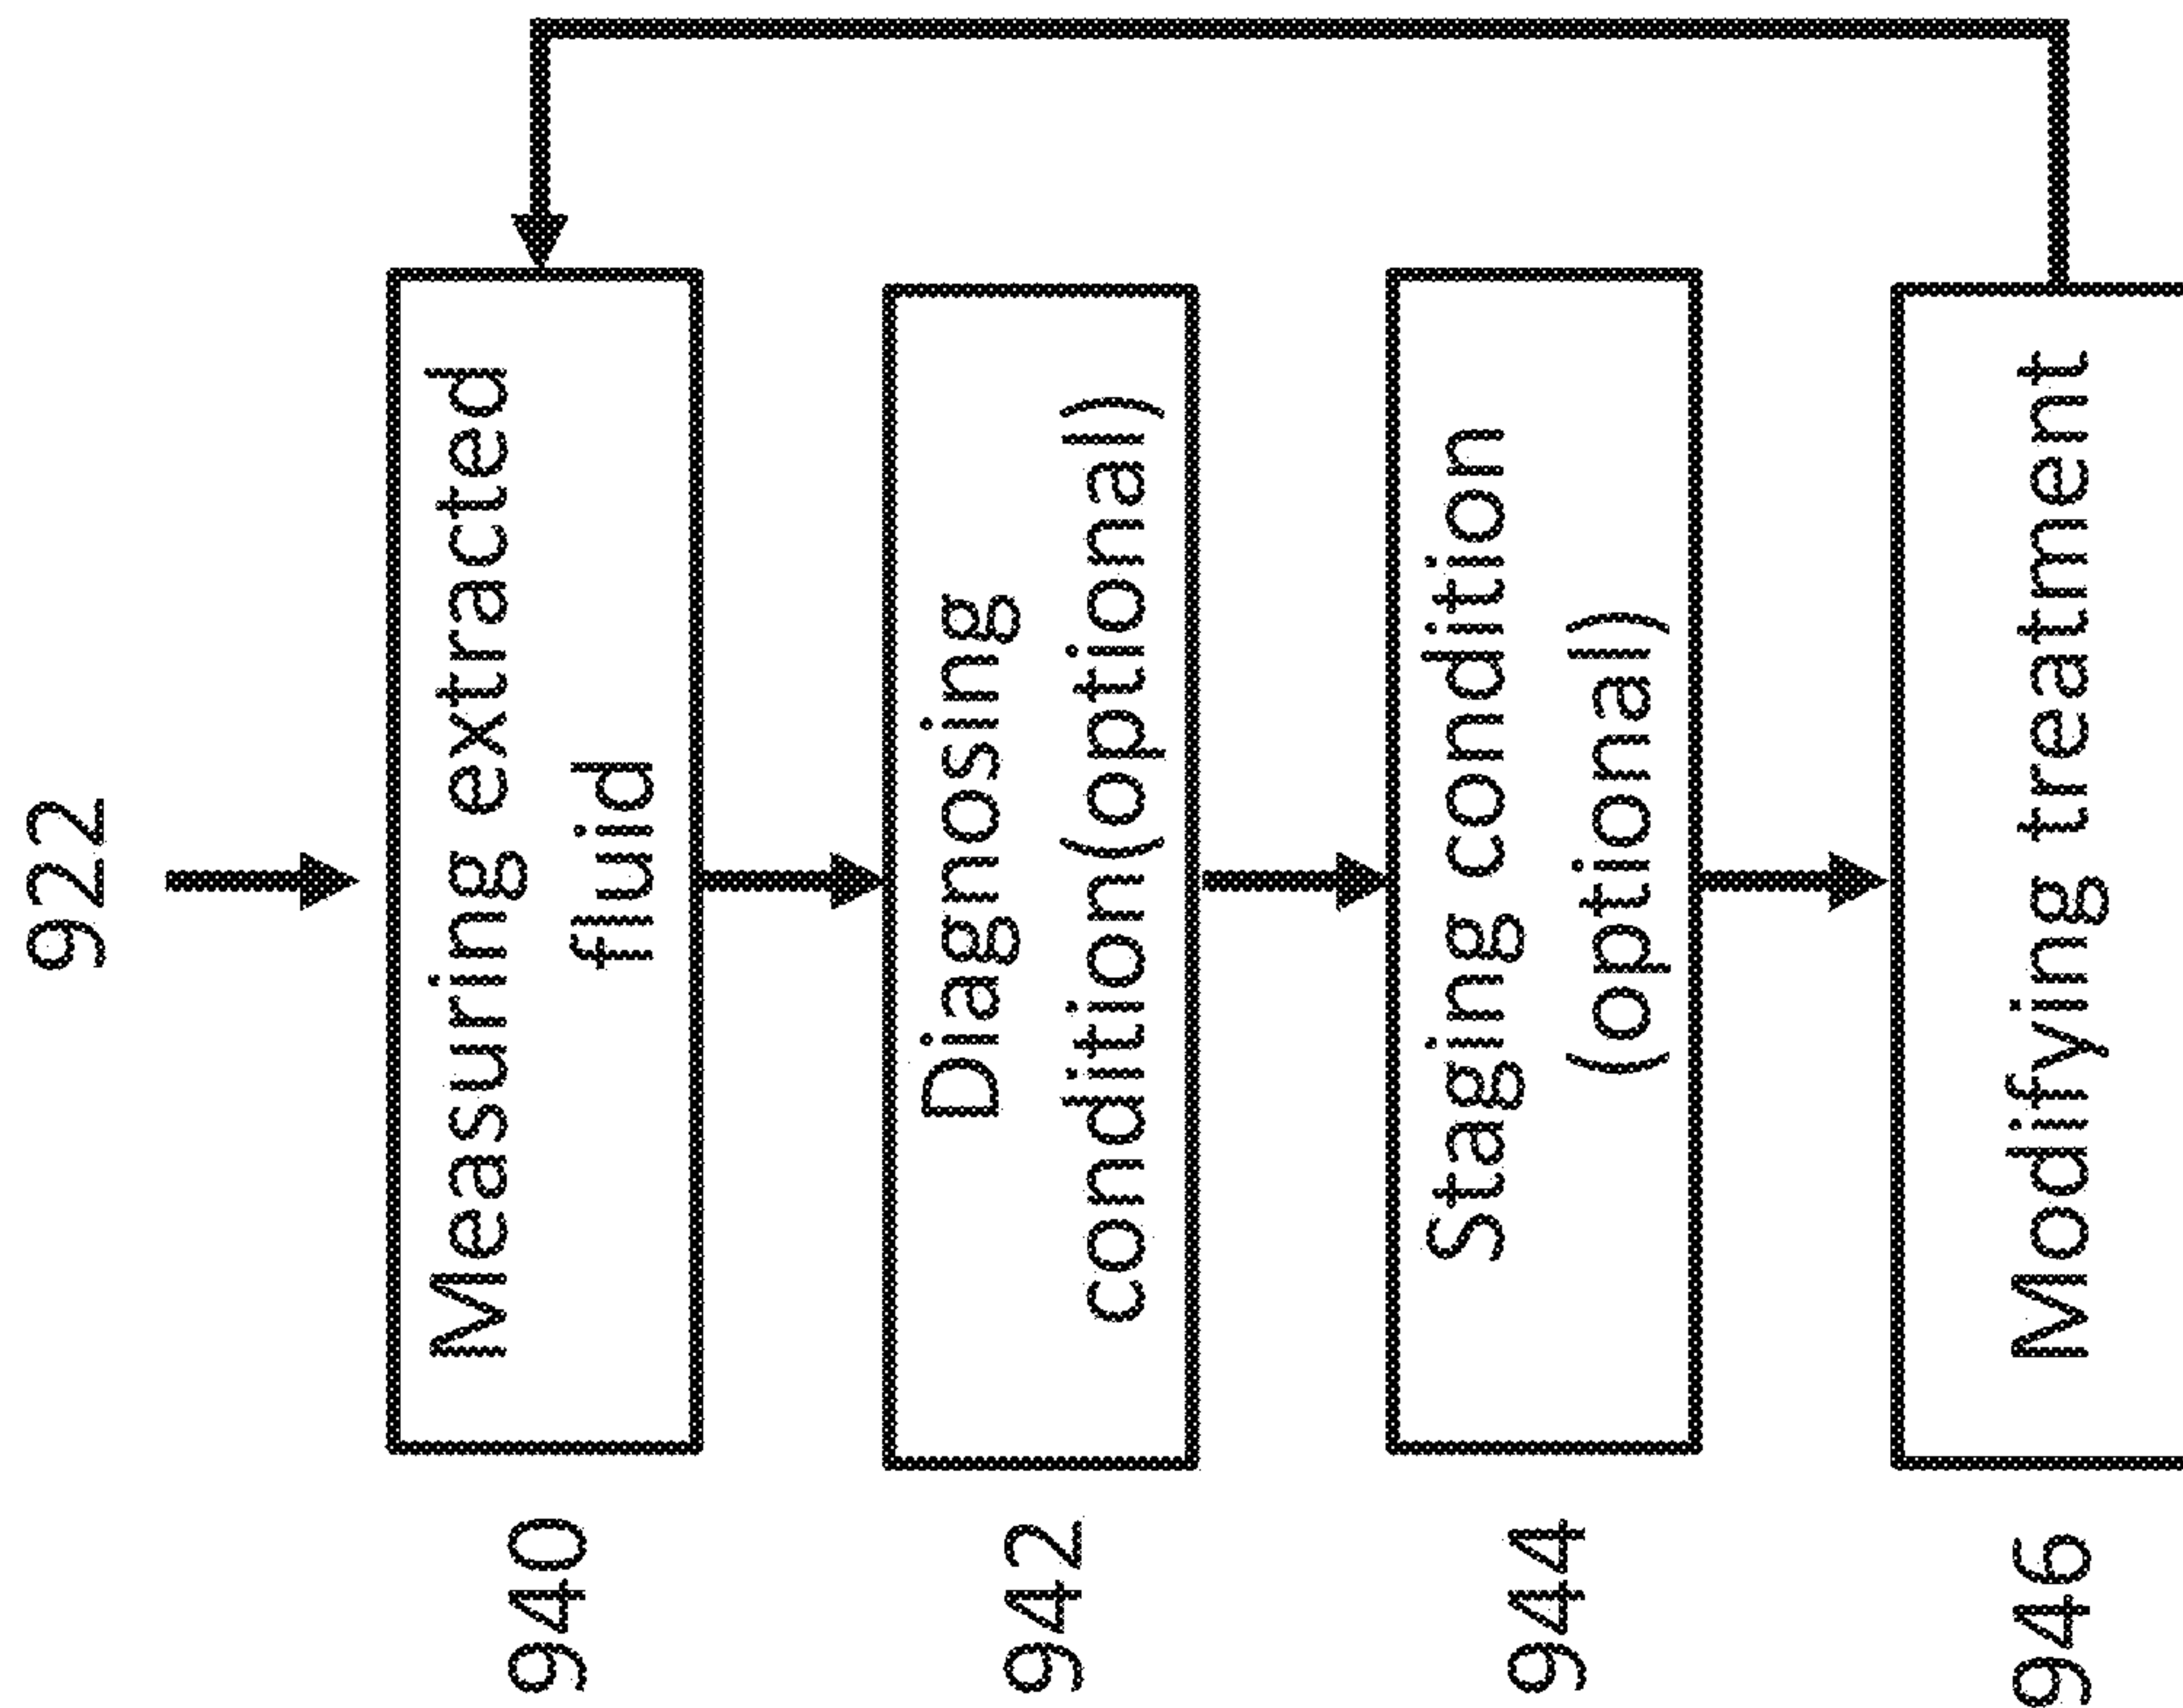 922
940
Measuring extracted
fluid
942
Diagnosing
condition(optional)
944
Staging condition
(optional)
946
Modifying treatment